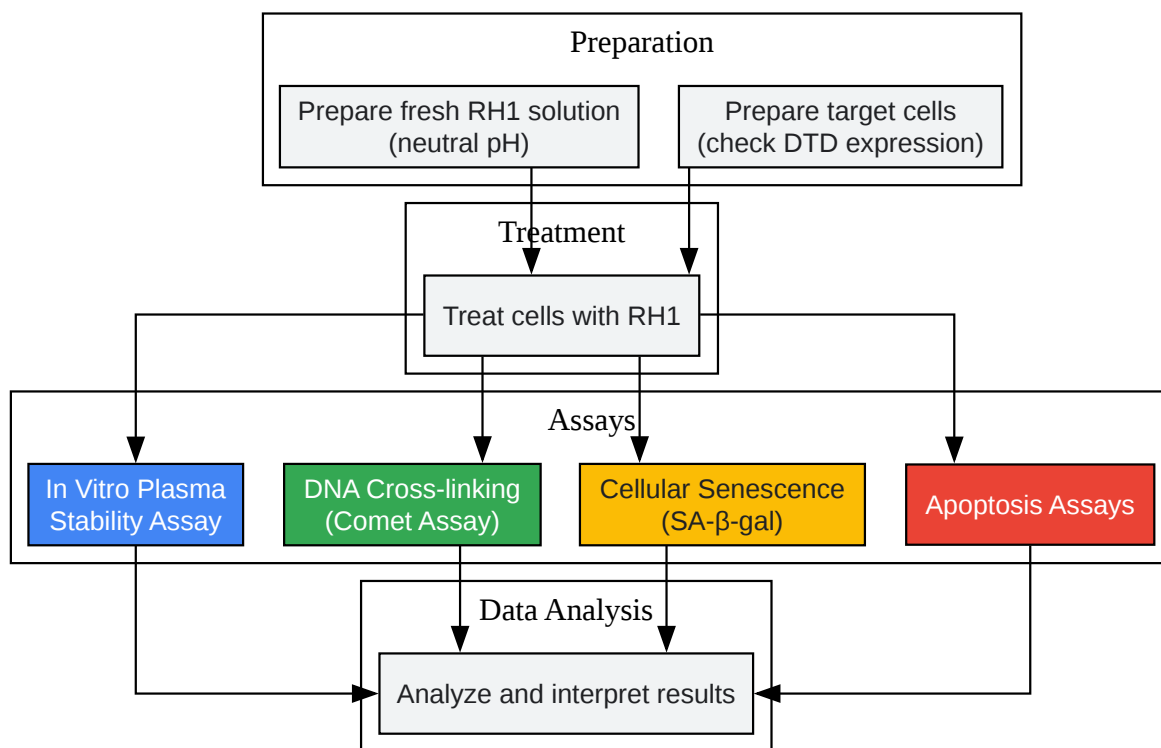 Preparation
Prepare fresh RH1 solution
(neutral pH)
Prepare target cells
(check DTD expression)
Treatment
Treat cells with RH1
Assays
In Vitro Plasma
Stability Assay
DNA Cross-linking
(Comet Assay)
Cellular Senescence
(SA-β-gal)
Apoptosis Assays
Data Analysis
Analyze and interpret results